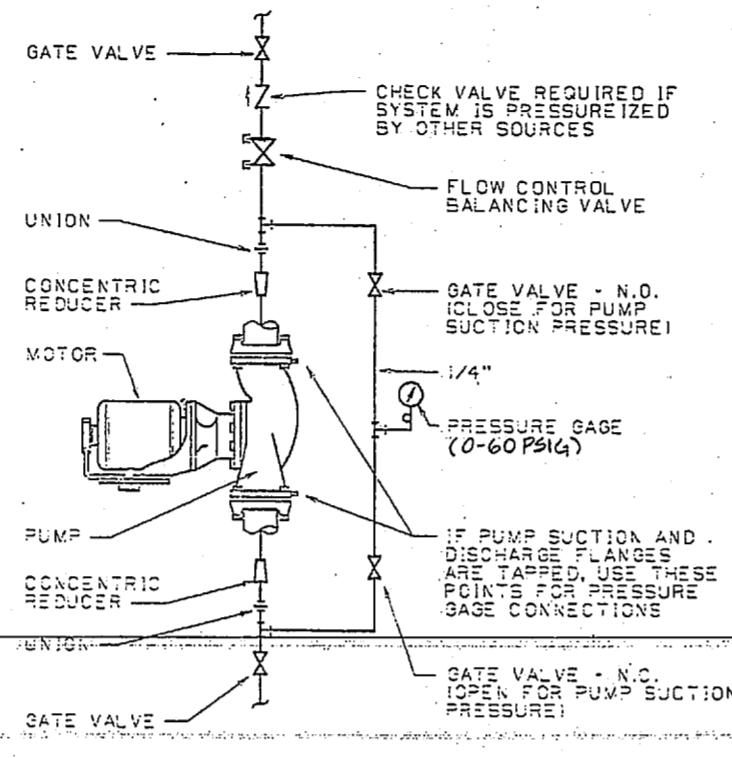 GATE VALVE
CHECK VALVE REQUIRED IF
SYSTEM IS PRESSUREIZED
BY OTHER SOURCES
FLOW CONTROL
BALANCING VALVE
UNION
CONCENTRIC
REDUCER
GATE VALVE - N.O.
(CLOSE FOR PUMP
SUCTION PRESSURE)
MOTOR
1/4"
PRESSURE GAGE
(0-60 PSIG)
PUMP
IF PUMP SUCTION AND
DISCHARGE FLANGES
ARE TAPPED, USE THESE
POINTS FOR PRESSURE
GAGE CONNECTIONS
CONCENTRIC
REDUCER
UNION
GATE VALVE - N.C.
(OPEN FOR PUMP SUCTION
PRESSURE)
GATE VALVE